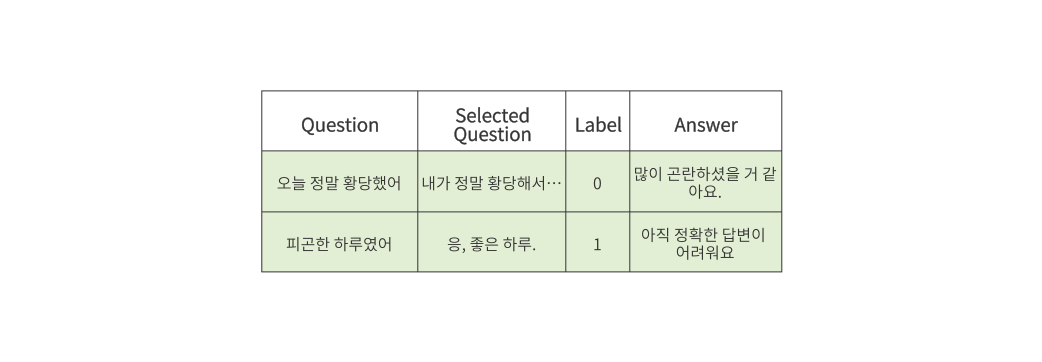 Question
Selected
Question
Label
Answer
오늘 정말 황당했어
내가 정말 황당해서…
0
많이 곤란하셨을 거 같
아요.
피곤한 하루였어
응, 좋은 하루.
1
아직 정확한 답변이
어려워요